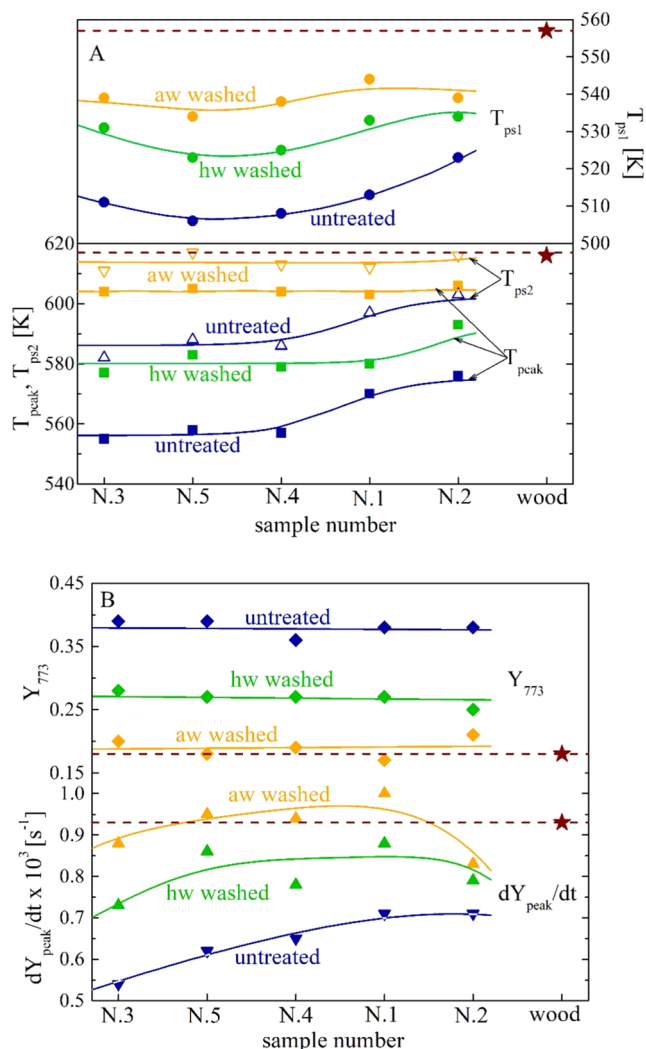 A
560
550
540
530
520
510
500
T_ps1 [K]
aw washed
T_ps1
hw washed
untreated
620
600
580
560
540
T_peak, T_ps2 [K]
aw washed
T_ps2
untreated
T_peak
hw washed
untreated
N.3 N.5 N.4 N.1 N.2 wood
sample number
B
0.45
0.35
0.25
0.15
Y_773
untreated
hw washed
Y_773
aw washed
1.0
0.9
0.8
0.7
0.6
0.5
dY_peak/dt x 10^3 [s^-1]
aw washed
hw washed
dY_peak/dt
untreated
N.3 N.5 N.4 N.1 N.2 wood
sample number